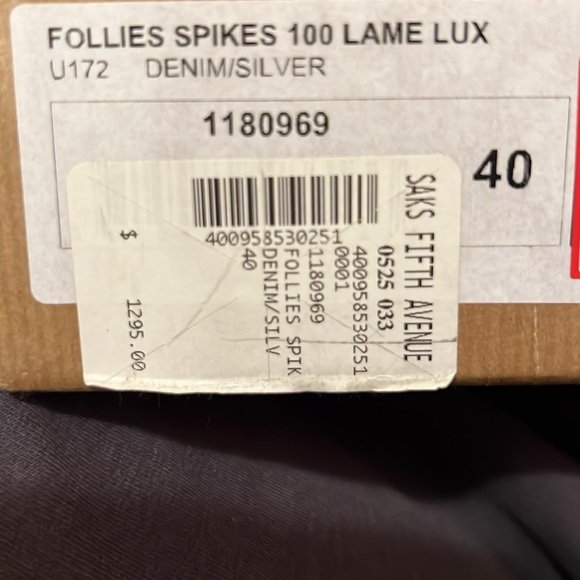 FOLLIES SPIKES 100 LAME LUX
U172 DENIM/SILVER
1180969
40
400958530251
SAKS FIFTH AVENUE
0525 033
400958530251
0001
1180969
FOLLIES SPIK
DENIM/SILV
40
$ 1295.00